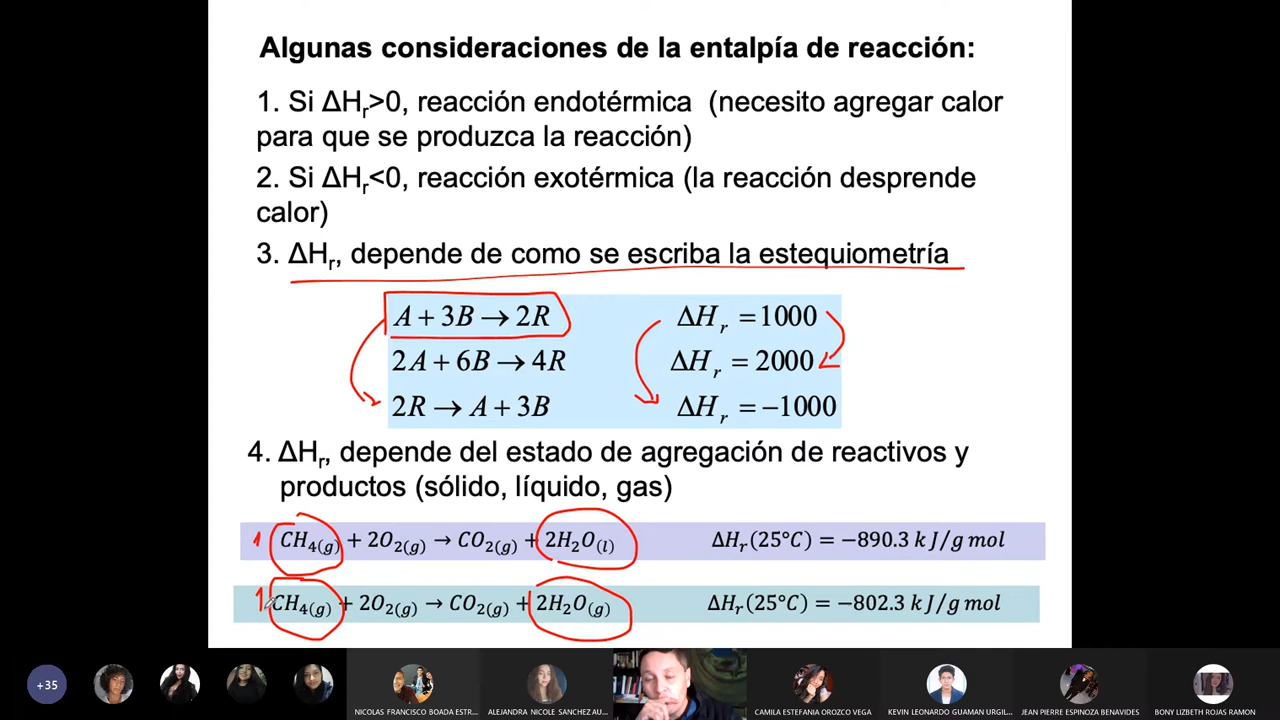 Algunas consideraciones de la entalpía de reacción:
1. Si ΔHr>0, reacción endotérmica (necesito agregar calor
para que se produzca la reacción)
2. Si ΔHr<0, reacción exotérmica (la reacción desprende
calor)
3. ΔHr, depende de como se escriba la estequiometría
A + 3B → 2R ΔH r = 1000
2A + 6B → 4R ΔH r = 2000
2R → A + 3B ΔH r = −1000
4. ΔHr, depende del estado de agregación de reactivos y
productos (sólido, líquido, gas)
1 CH4(g) + 2O2(g) → CO2(g) + 2H2O(l) ΔHr(25°C) = −890.3 kJ/g mol
1 CH4(g) + 2O2(g) → CO2(g) + 2H2O(g) ΔHr(25°C) = −802.3 kJ/g mol
+35
NICOLAS FRANCISCO BOADA ESTR...
ALEJANDRA NICOLE SANCHEZ AU...
CAMILA ESTEFANIA OROZCO VEGA
KEVIN LEONARDO GUAMAN URGIL...
JEAN PIERRE ESPINOZA BENAVIDES
BONY LIZBETH ROJAS RAMON